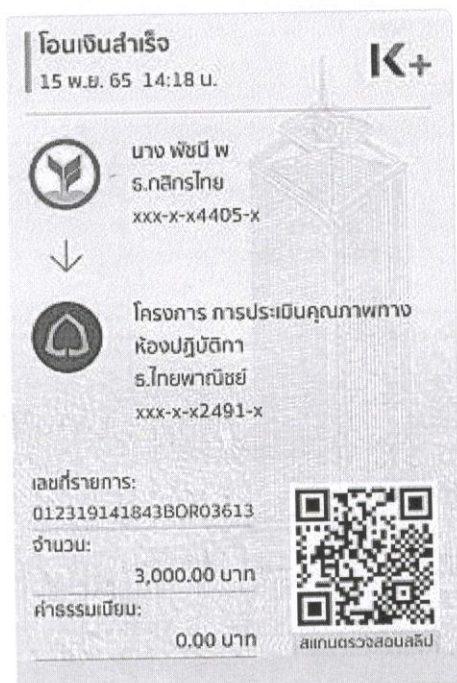 โอนเงินสำเร็จ
15 พ.ย. 65 14:18 น.
K+
นาง พัชนี พ
ธ.กสิกรไทย
xxx-x-x4405-x
โครงการ การประเมินคุณภาพทาง
ห้องปฏิบัติกา
ธ.ไทยพาณิชย์
xxx-x-x2491-x
เลขที่รายการ:
012319141843BOR03613
จำนวน:
3,000.00 บาท
ค่าธรรมเนียม:
0.00 บาท
สแกนตรวจสอบสลิป